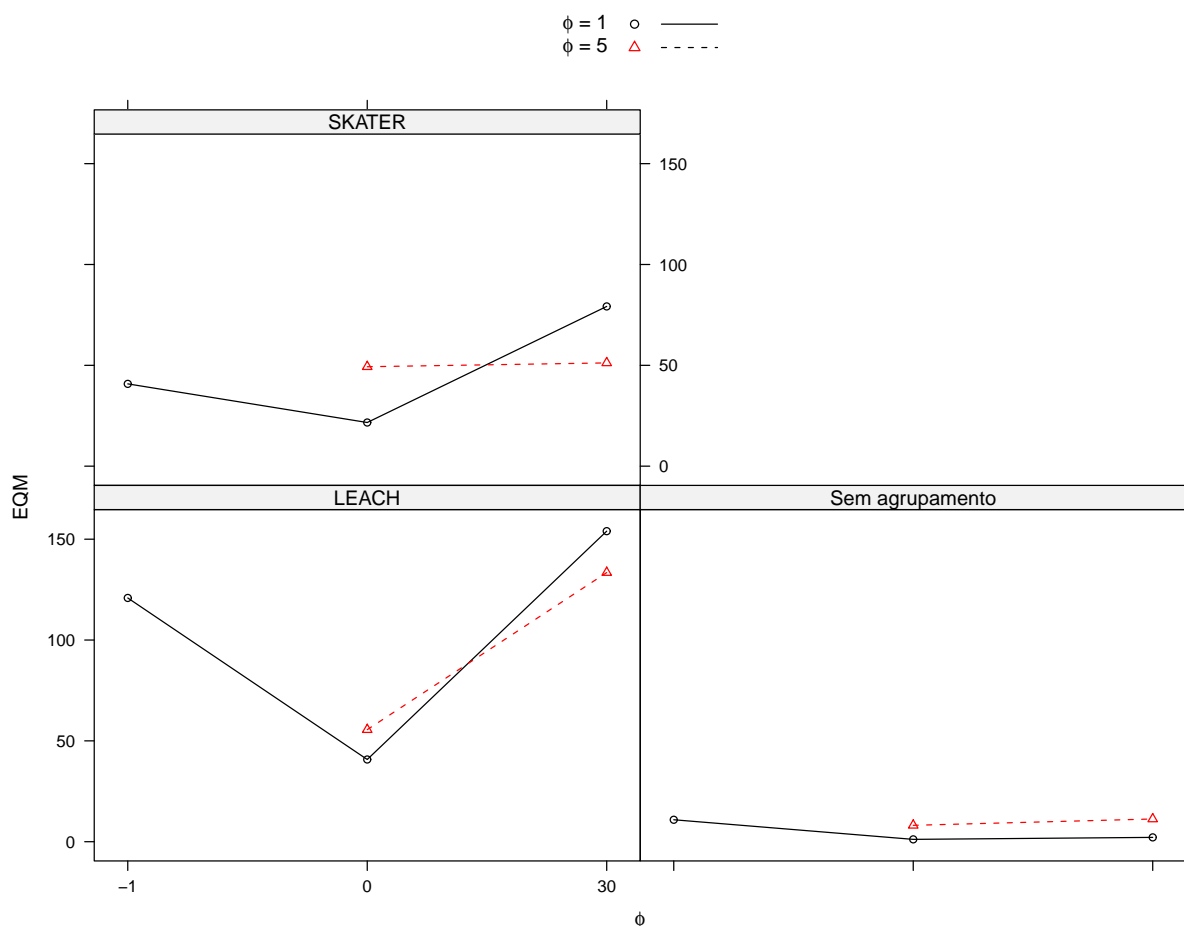 ϕ = 1
ϕ = 5
SKATER
150
100
50
0
EQM
LEACH
Sem agrupamento
150
100
50
0
−1
0
30
ϕ